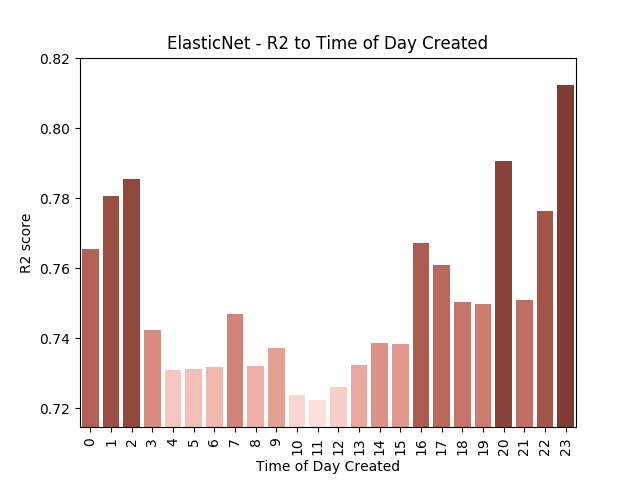 ElasticNet - R2 to Time of Day Created
R2 score
0.82
0.80
0.78
0.76
0.74
0.72
0 1 2 3 4 5 6 7 8 9 10 11 12 13 14 15 16 17 18 19 20 21 22 23
Time of Day Created